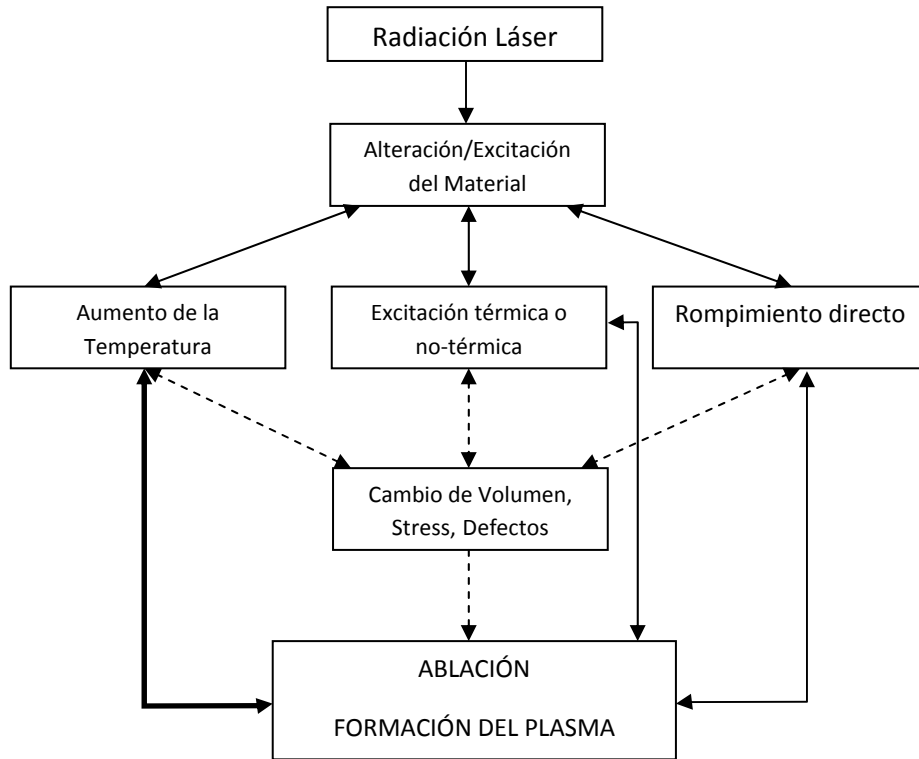 Radiación Láser
Alteración/Excitación
del Material
Aumento de la
Temperatura
Excitación térmica o
no-térmica
Rompimiento directo
Cambio de Volumen,
Stress, Defectos
ABLACIÓN
FORMACIÓN DEL PLASMA